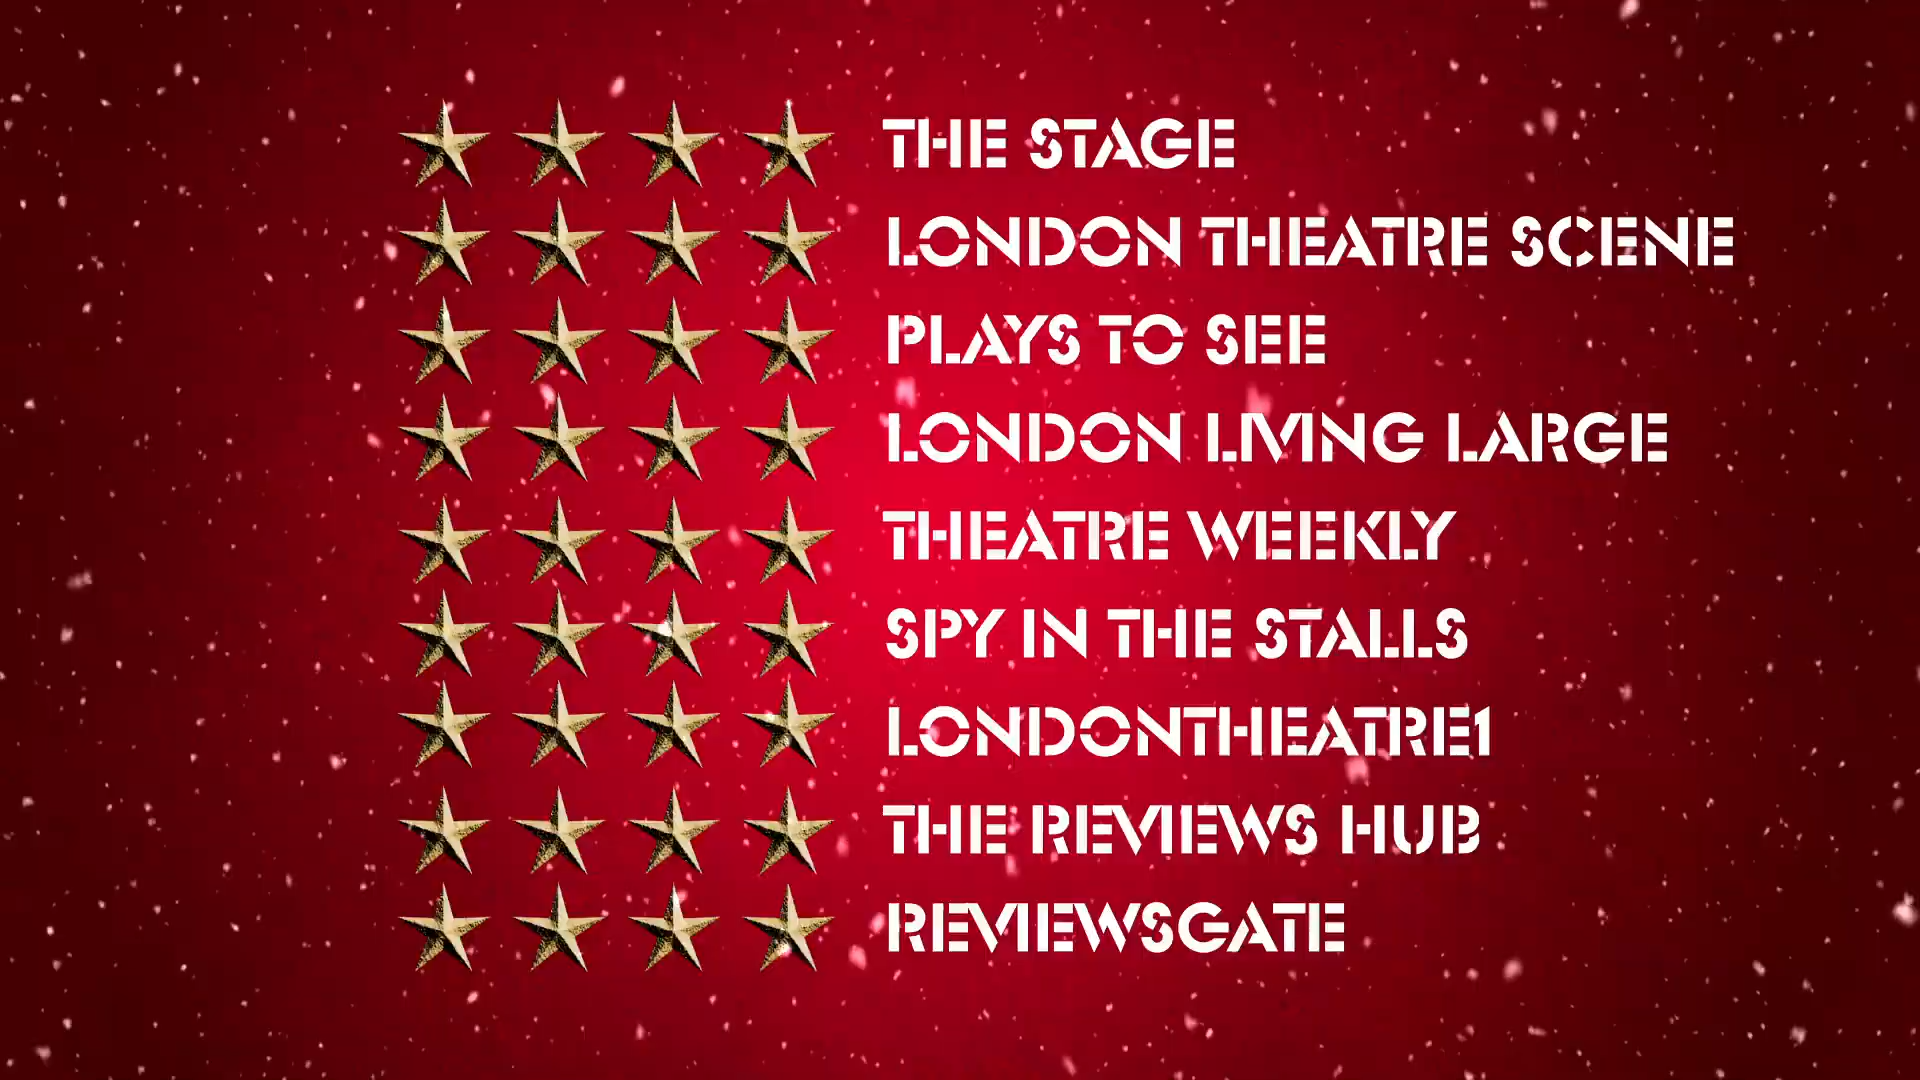 THE STAGE
LONDON THEATRE SCENE
PLAYS TO SEE
LONDON LIVING LARGE
THEATRE WEEKLY
SPY IN THE STALLS
LONDONTHEATRE1
THE REVIEWS HUB
REVIEWSGATE